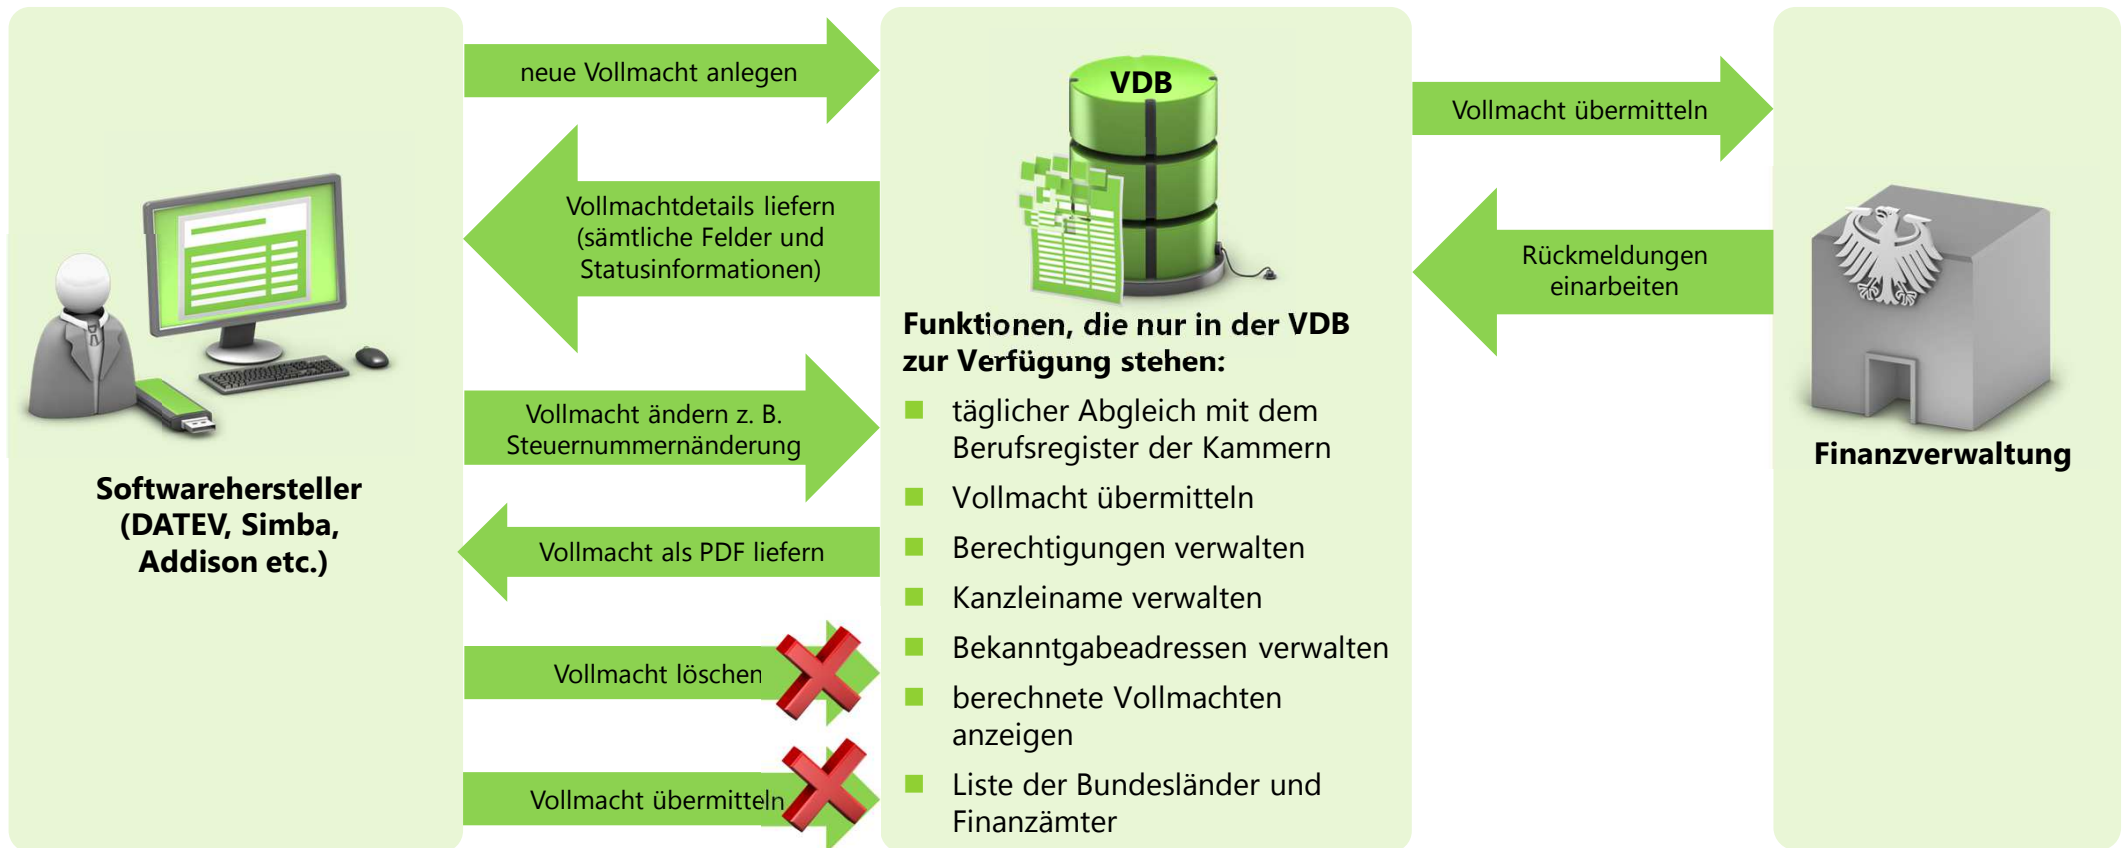 neue Vollmacht anlegen
Vollmachtdetails liefern
(sämtliche Felder und
Statusinformationen)
Vollmacht ändern z. B.
Steuernummernänderung
Vollmacht als PDF liefern
Vollmacht löschen
Vollmacht übermitteln
Softwarehersteller
(DATEV, Simba,
Addison etc.)
VDB
Funktionen, die nur in der VDB
zur Verfügung stehen:
täglicher Abgleich mit dem
Berufsregister der Kammern
Vollmacht übermitteln
Berechtigungen verwalten
Kanzleiname verwalten
Bekanntgabeadressen verwalten
berechnete Vollmachten
anzeigen
Liste der Bundesländer und
Finanzämter
Vollmacht übermitteln
Rückmeldungen
einarbeiten
Finanzverwaltung